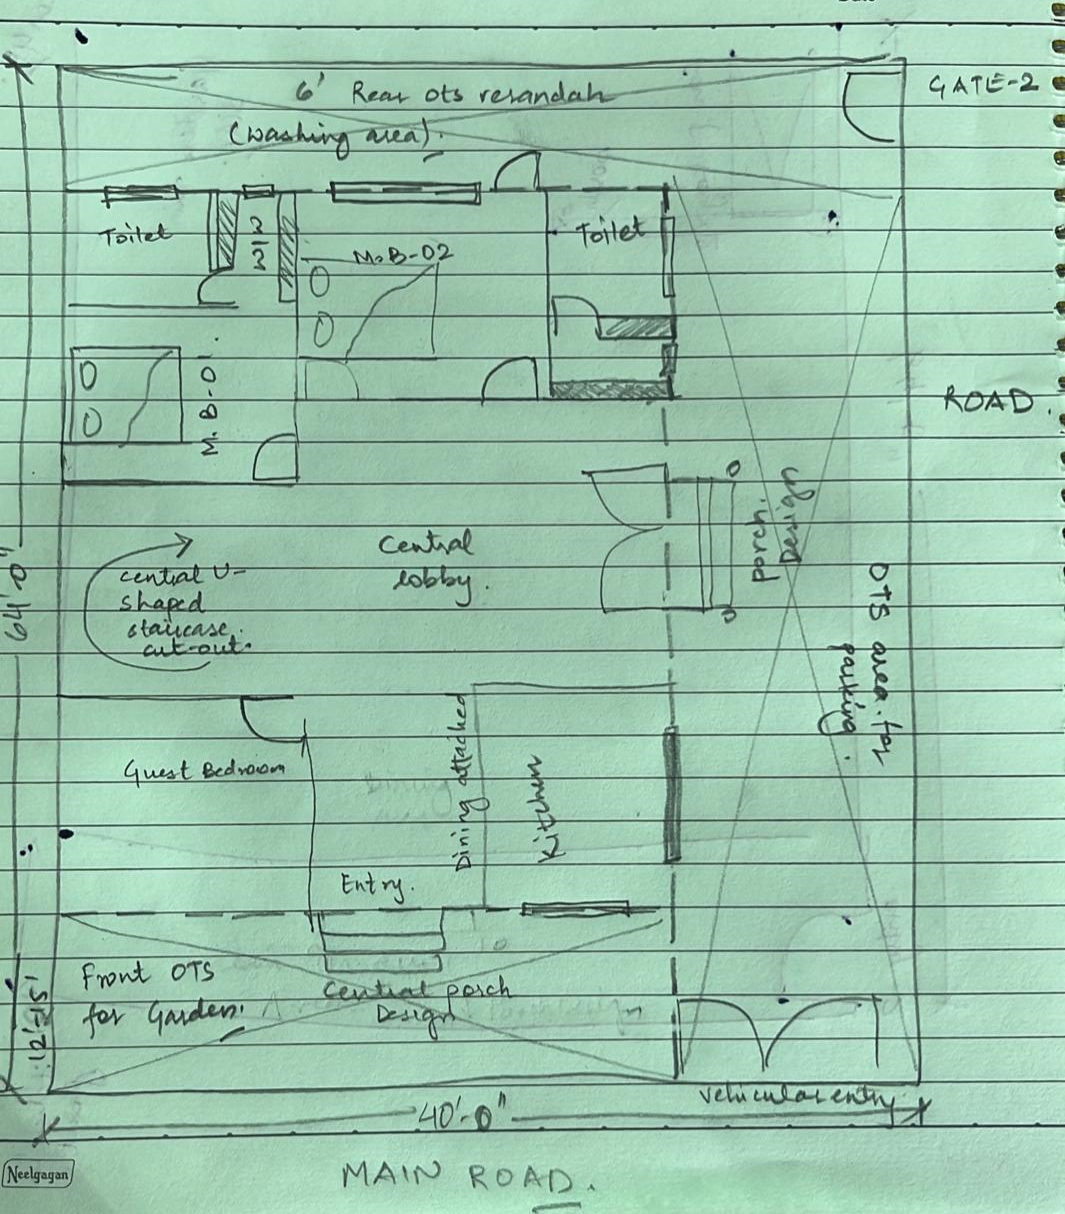 GATE-2
6' Rear OTS verandah
(washing area).
Toilet
M.B-02
Toilet
M.B-01.
ROAD.
64'-0"
Central
lobby.
Porch.
Design
central U-
shaped
staircase.
cut-out.
OTS area for
parking.
Guest Bedroom
Dining attached
Kitchen
Entry.
Front OTS
for Garden.
Central porch
Design
12'-15'
vehicular entry
40'-0"
Neelgagan
MAIN ROAD.